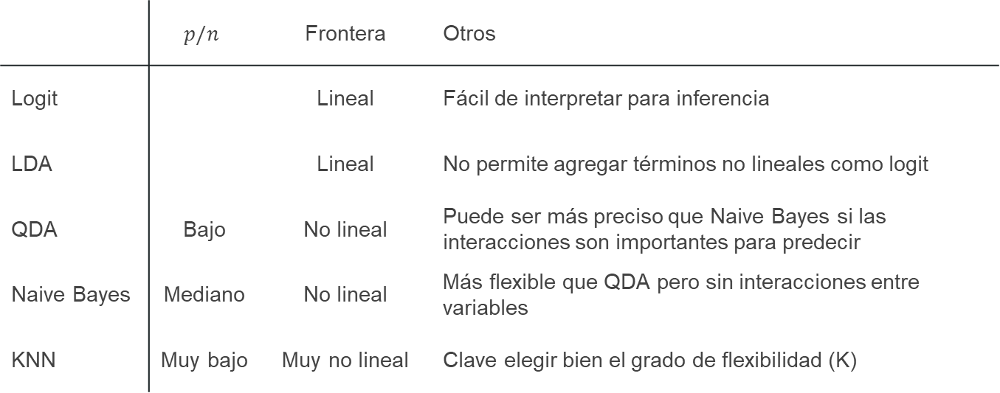 p/n Frontera Otros
Logit Lineal Fácil de interpretar para inferencia
LDA Lineal No permite agregar términos no lineales como logit
QDA Bajo No lineal Puede ser más preciso que Naive Bayes si las
interacciones son importantes para predecir
Naive Bayes Mediano No lineal Más flexible que QDA pero sin interacciones entre
variables
KNN Muy bajo Muy no lineal Clave elegir bien el grado de flexibilidad (K)